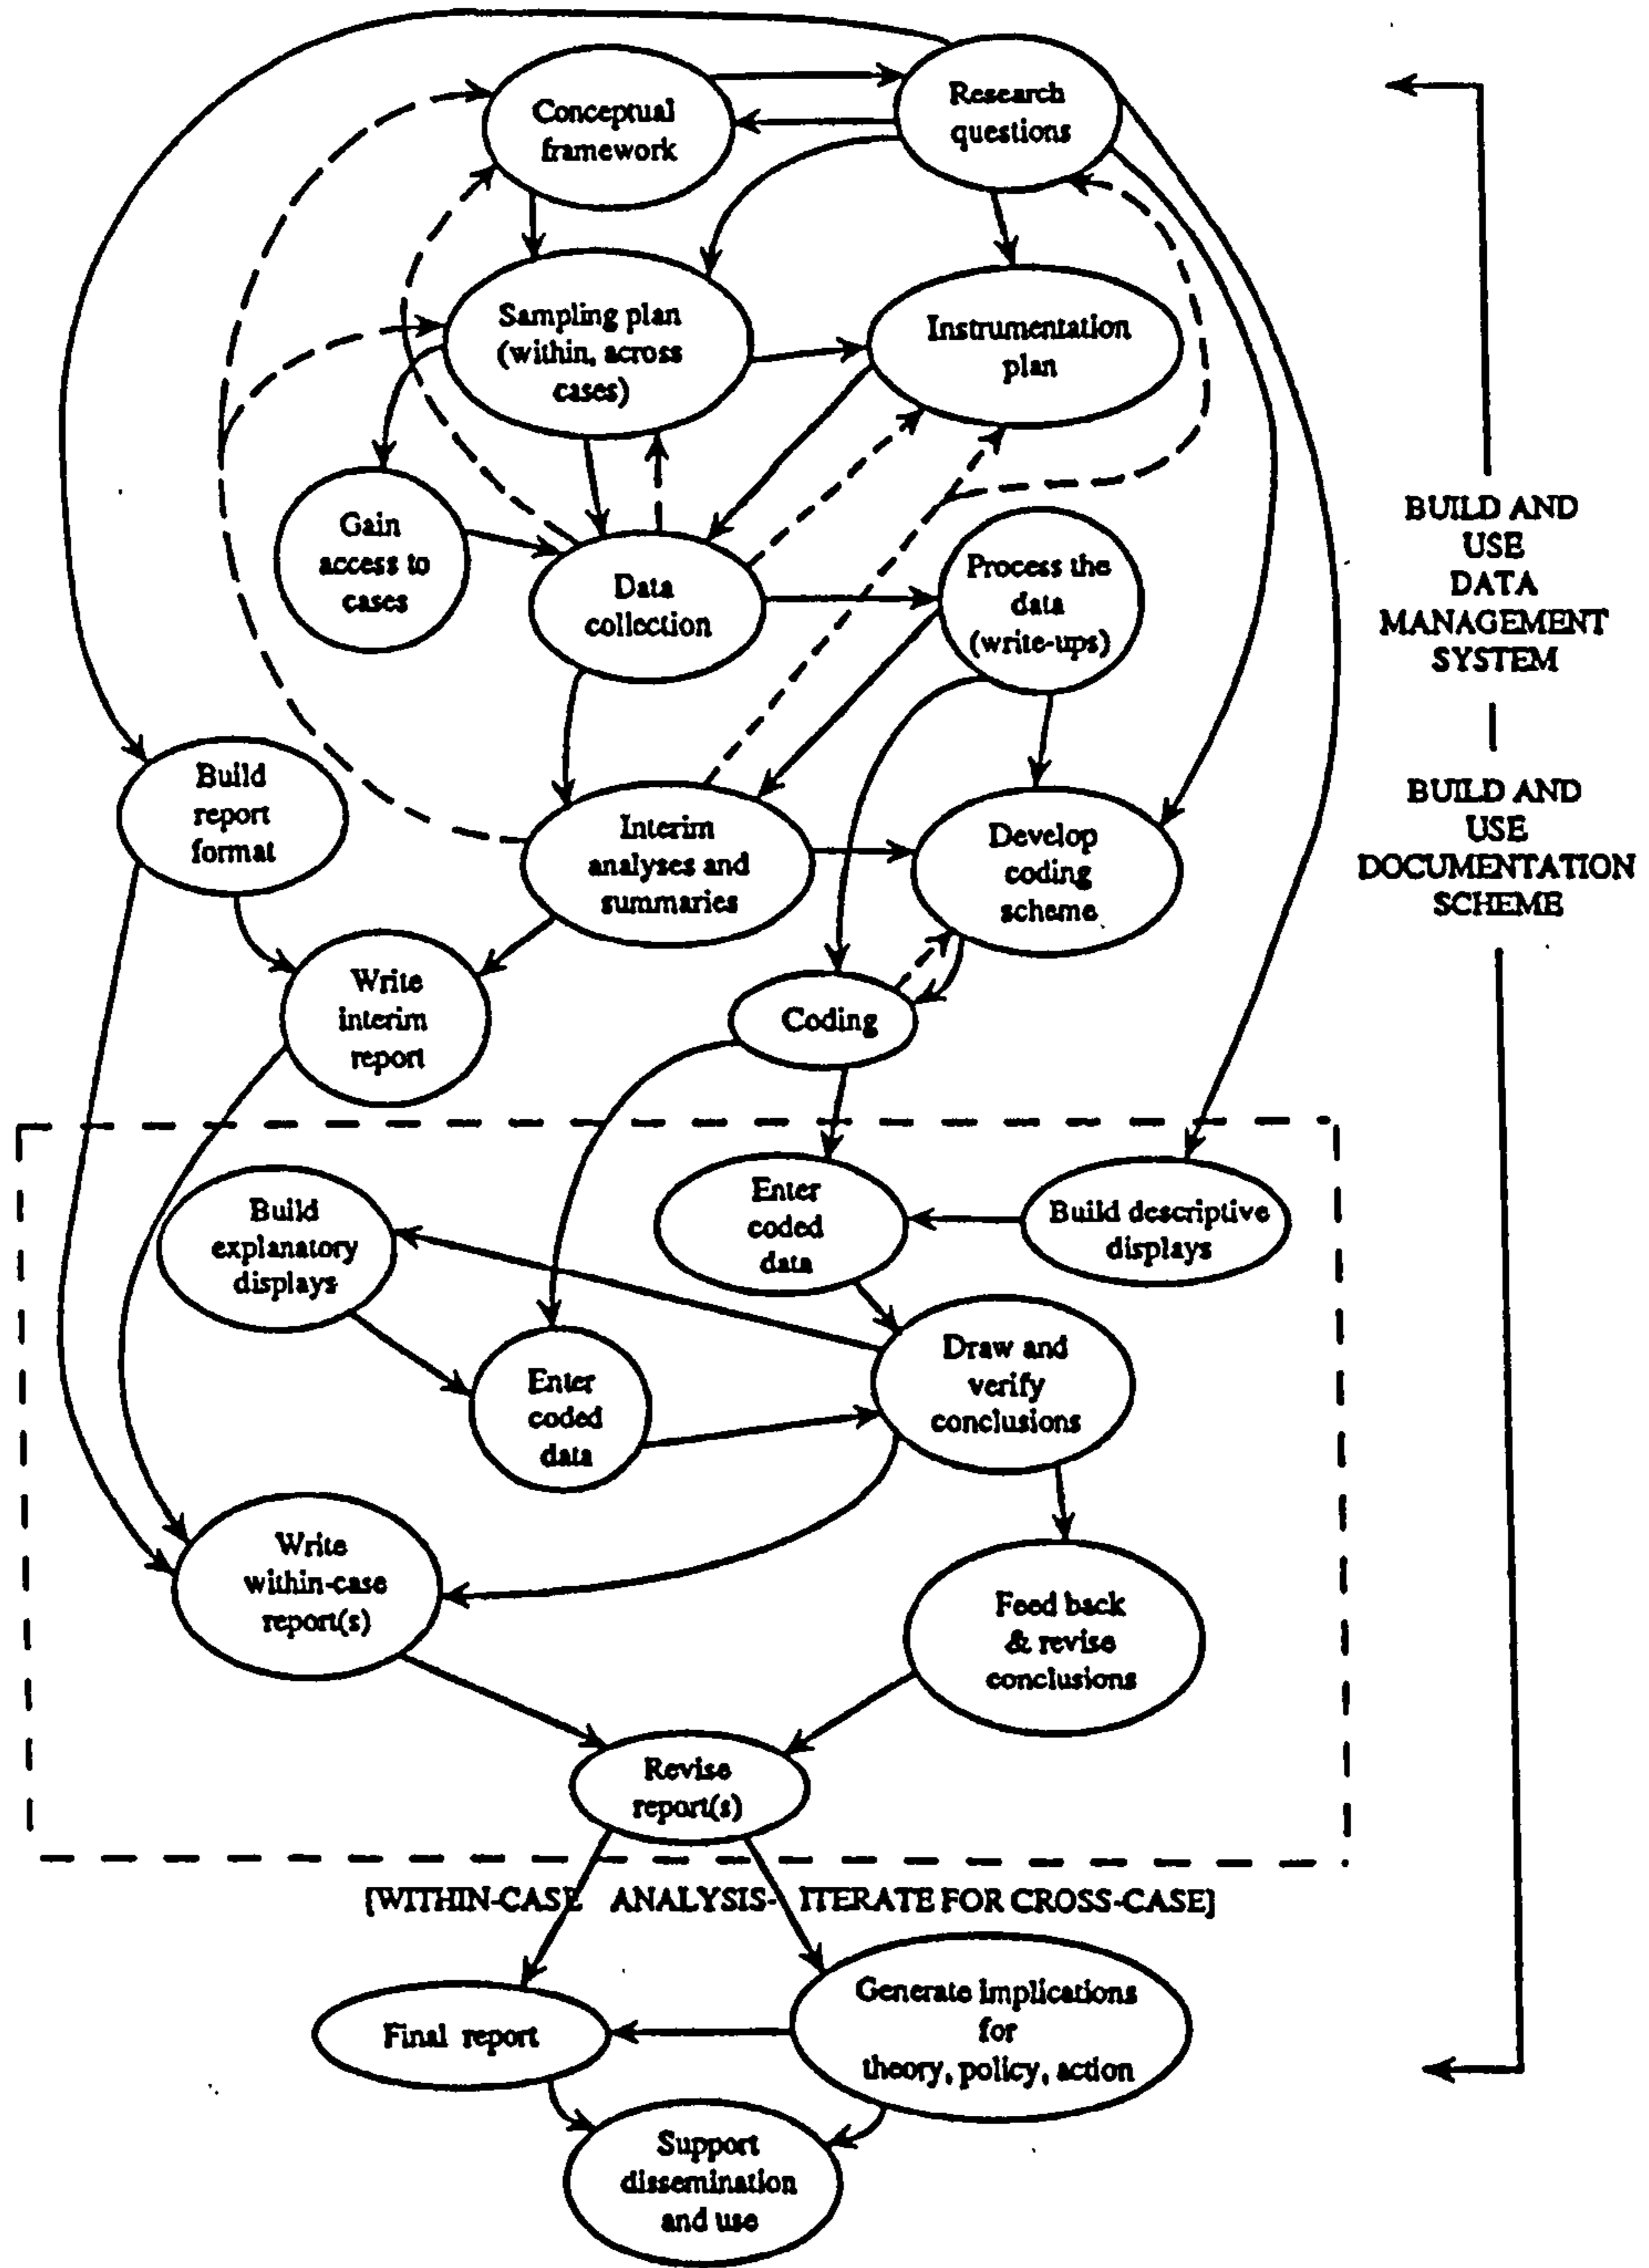 Conceptual
framework
Research
questions
Sampling plan
(within, across
cases)
Instrumentation
plan
Gain
access to
cases
Data
collection
Process the
data
(write-ups)
BUILD AND
USE
DATA
MANAGEMENT
SYSTEM
BUILD AND
USE
DOCUMENTATION
SCHEME
Build
report
format
Interim
analyses and
summaries
Develop
coding
scheme
Write
interim
report
Coding
Build
explanatory
displays
Enter
coded
data
Build descriptive
displays
Enter
coded
data
Draw and
verify
conclusions
Write
within-case
report(s)
Feed back
& revise
conclusions
Revise
report(s)
[WITHIN-CASE ANALYSIS- ITERATE FOR CROSS-CASE]
Final report
Generate implications
for
theory, policy, action
Support
dissemination
and use